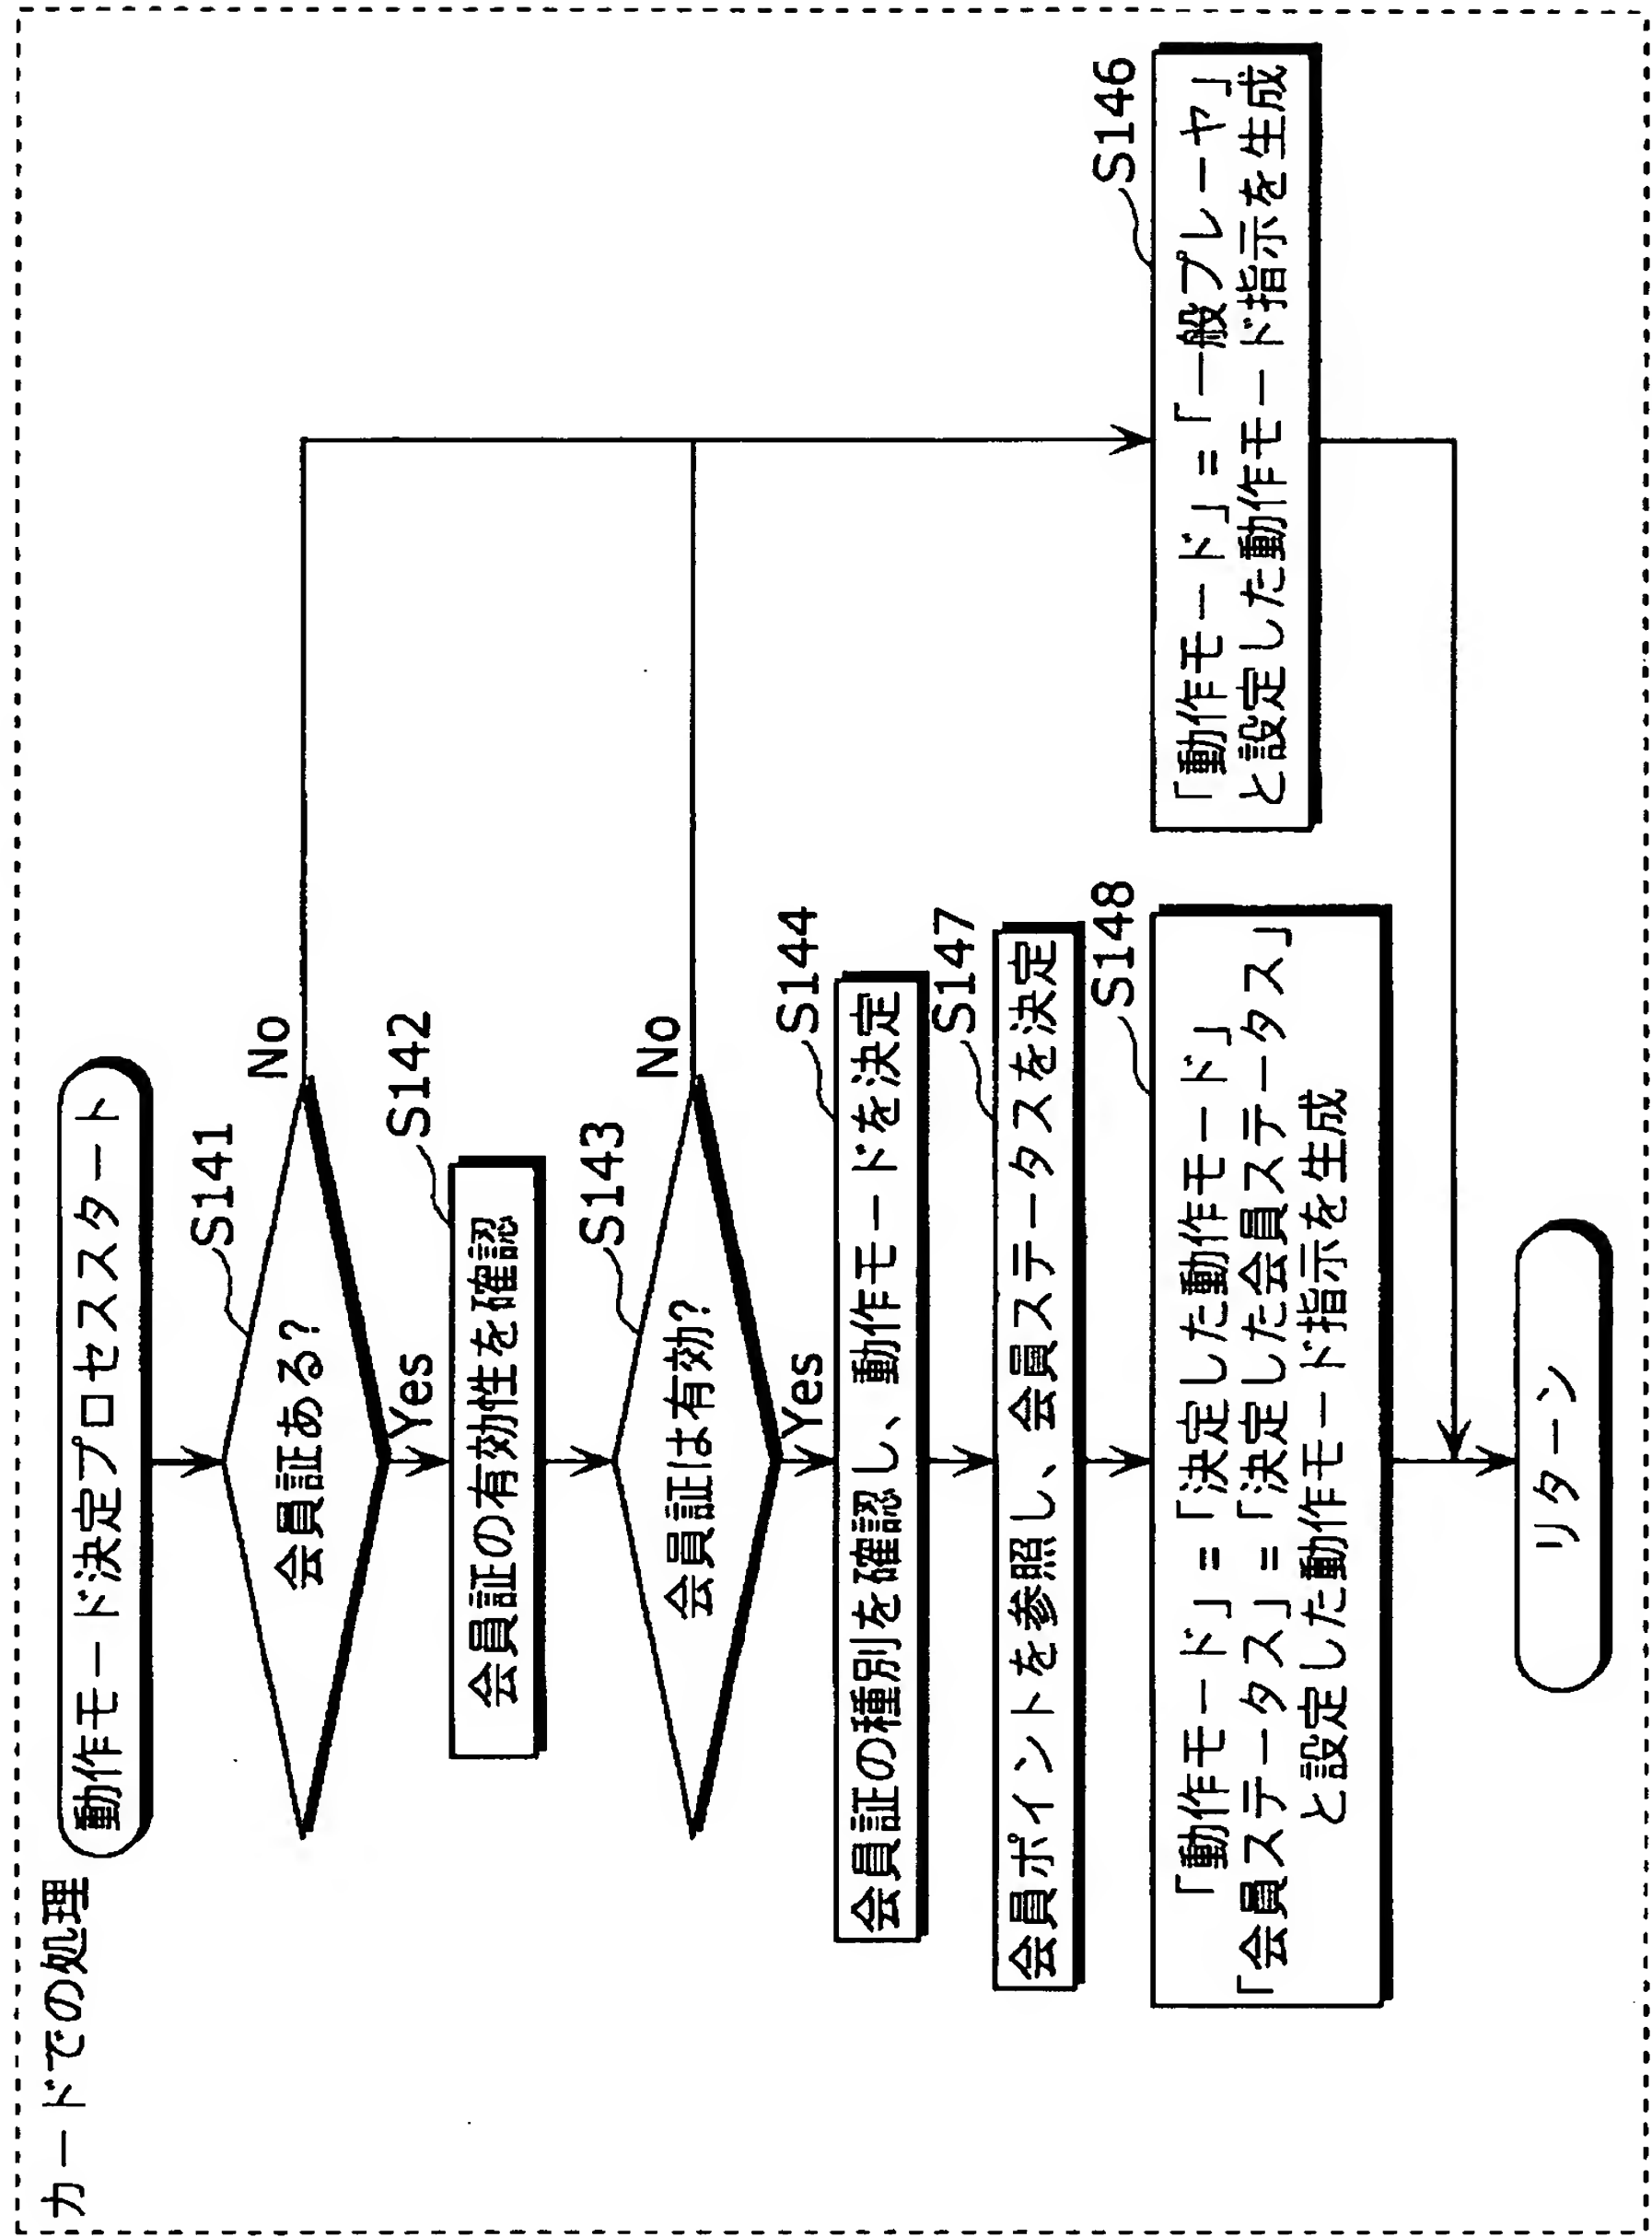 カードでの処理
動作モード決定プロセススタート
S141
会員証ある?
No
Yes
S142
会員証の有効性を確認
S143
会員証は有効?
No
Yes
S144
会員証の種別を確認し、動作モードを決定
S147
会員ポイントを参照し、会員ステータスを決定
S148
「動作モード」=「決定した動作モード」
「会員ステータス」=「決定した会員ステータス」
と設定した動作モード指示を生成
S146
「動作モード」=「一般プレーヤ」
と設定した動作モード指示を生成
リターン